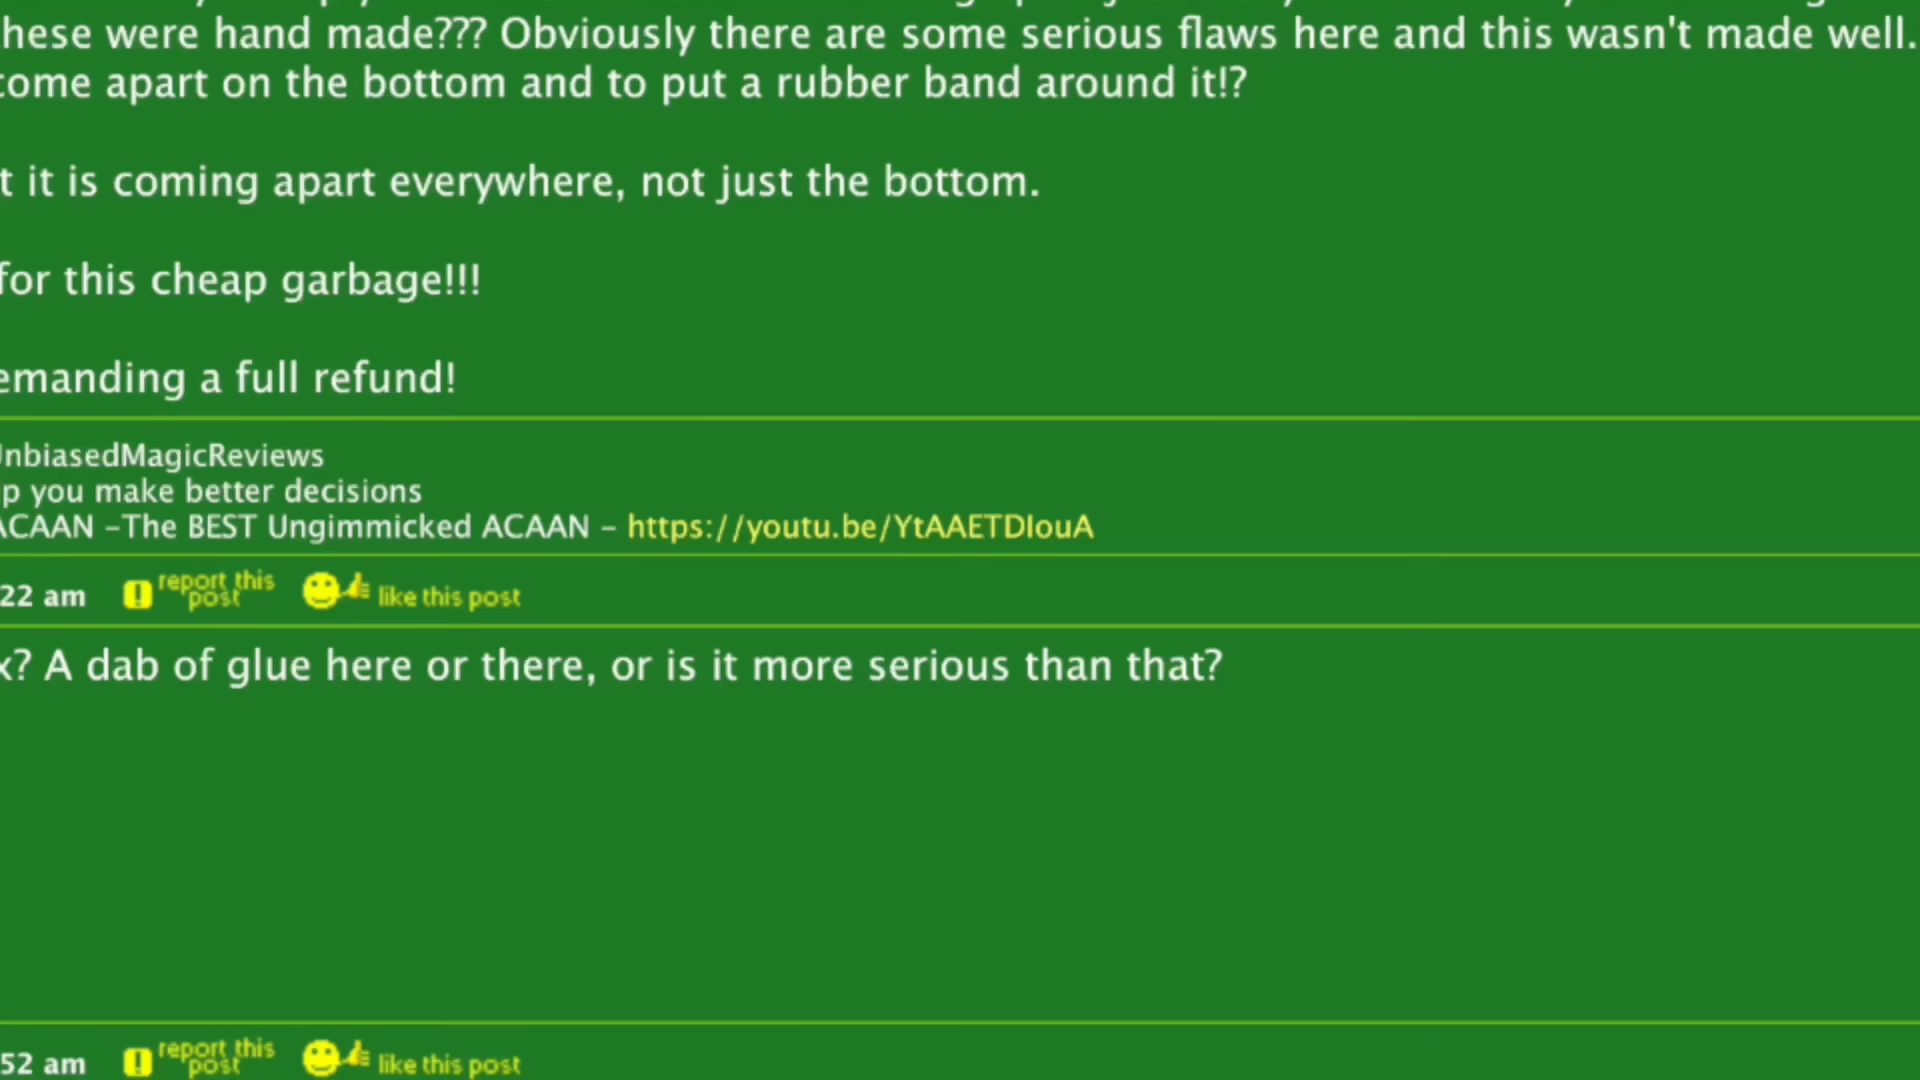 hese were hand made??? Obviously there are some serious flaws here and this wasn't made well.
come apart on the bottom and to put a rubber band around it!?
t it is coming apart everywhere, not just the bottom.
for this cheap garbage!!!
emanding a full refund!
UnbiasedMagicReviews
p you make better decisions
ACAAN -The BEST Ungimmicked ACAAN - https://youtu.be/YtAAETDIouA
22 am report this post like this post
x? A dab of glue here or there, or is it more serious than that?
52 am report this post like this post